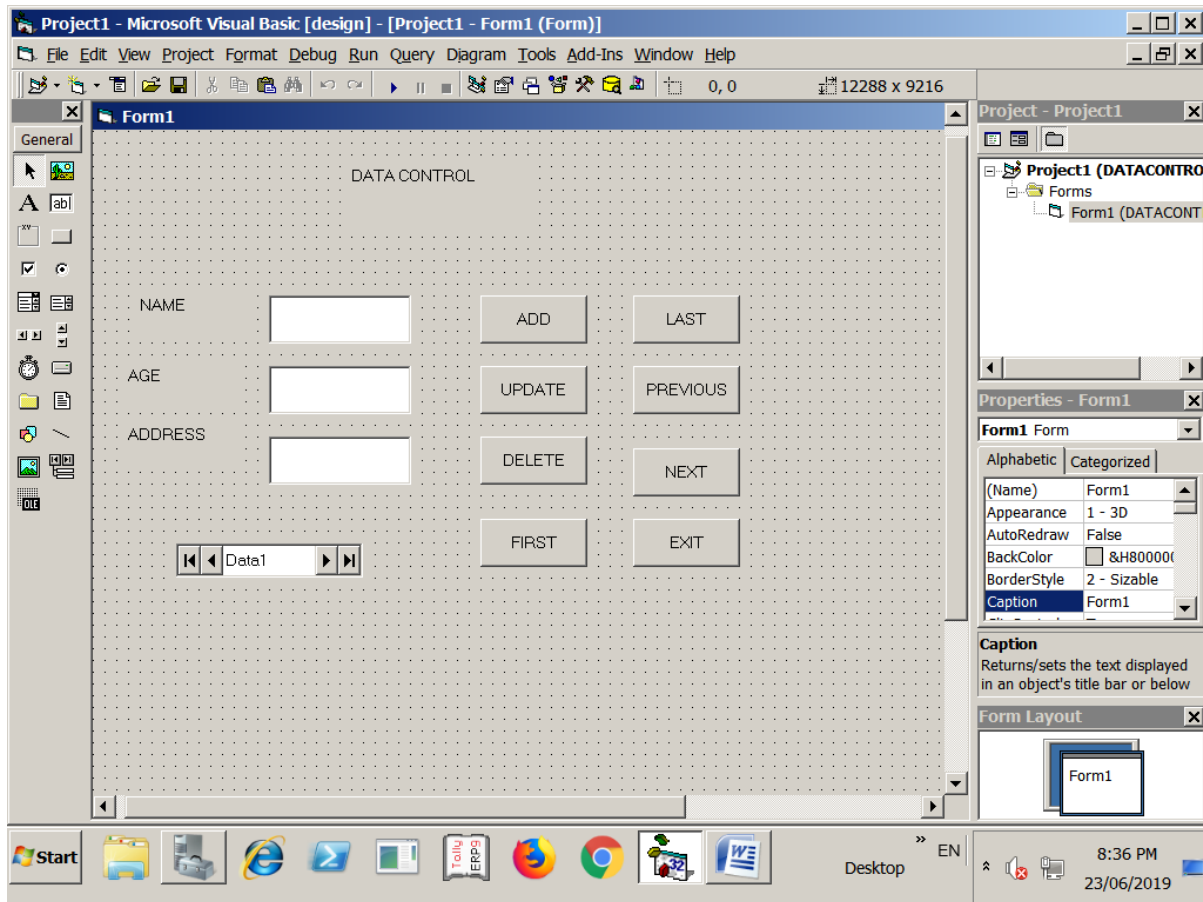 Project1 - Microsoft Visual Basic [design] - [Project1 - Form1 (Form)]
File Edit View Project Format Debug Run Query Diagram Tools Add-Ins Window Help
0, 0 12288 x 9216
General
A abl
xv
OLE
Form1
DATA CONTROL
NAME
ADD
LAST
AGE
UPDATE
PREVIOUS
ADDRESS
DELETE
NEXT
Data1
FIRST
EXIT
Project - Project1
Project1 (DATACONTRO
Forms
Form1 (DATACONT
Properties - Form1
Form1 Form
Alphabetic Categorized
(Name) Form1
Appearance 1 - 3D
AutoRedraw False
BackColor &H800000
BorderStyle 2 - Sizable
Caption Form1
Caption
Returns/sets the text displayed
in an object's title bar or below
Form Layout
Form1
Start
Tally
ERP9
32
W
Desktop
»
EN
8:36 PM
23/06/2019